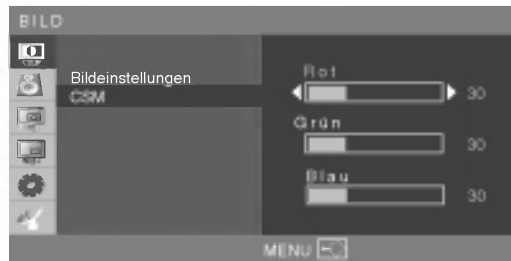 BILD
Bildeinstellungen
CSM
Rot
30
Grün
30
Blau
30
MENU